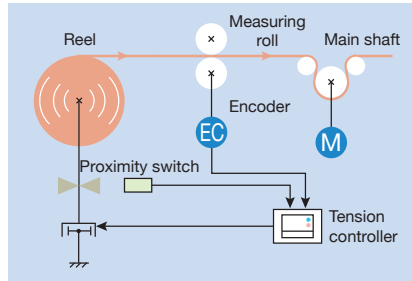 Reel
Measuring
roll
Main shaft
Encoder
EC
M
Proximity switch
Tension
controller